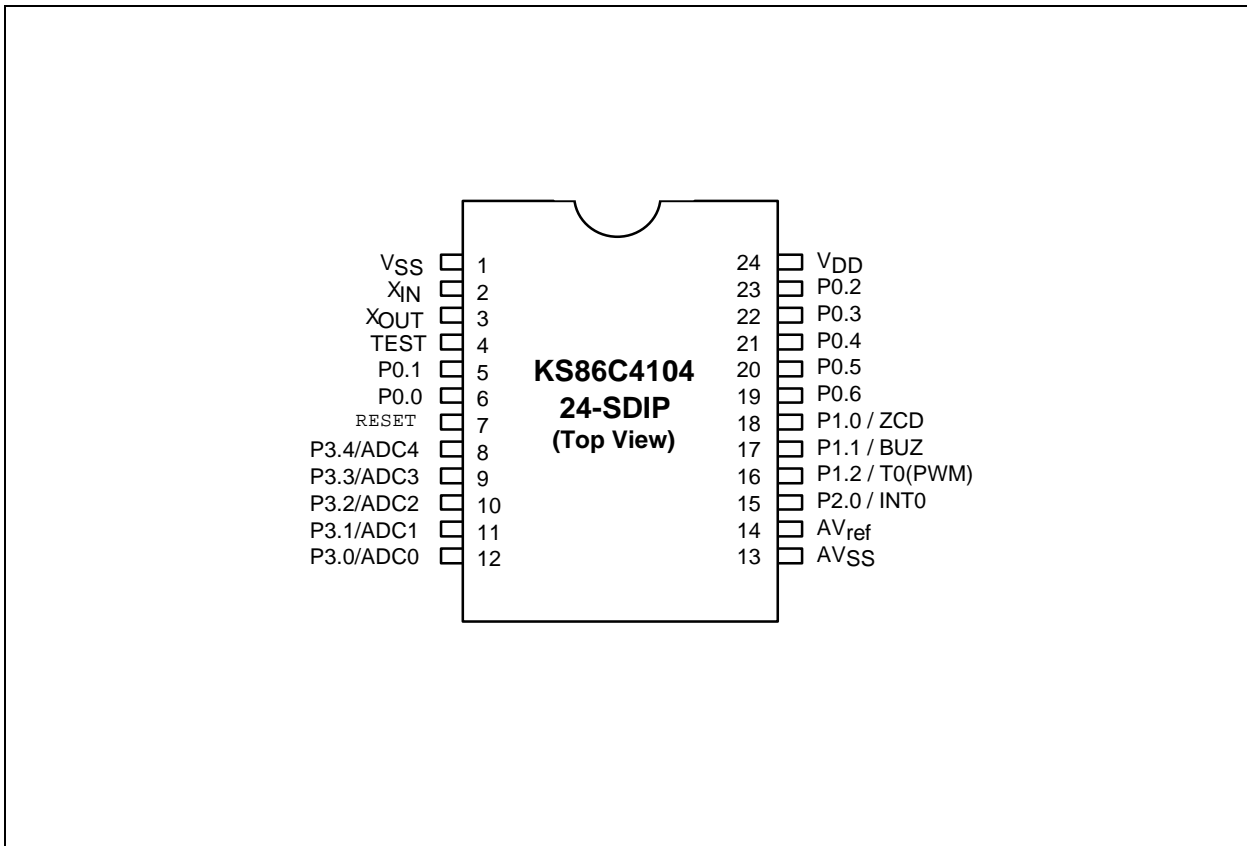 VSS 1
XIN 2
XOUT 3
TEST 4
P0.1 5
P0.0 6
RESET 7
P3.4/ADC4 8
P3.3/ADC3 9
P3.2/ADC2 10
P3.1/ADC1 11
P3.0/ADC0 12
KS86C4104
24-SDIP
(Top View)
24 VDD
23 P0.2
22 P0.3
21 P0.4
20 P0.5
19 P0.6
18 P1.0 / ZCD
17 P1.1 / BUZ
16 P1.2 / T0(PWM)
15 P2.0 / INT0
14 AVref
13 AVSS